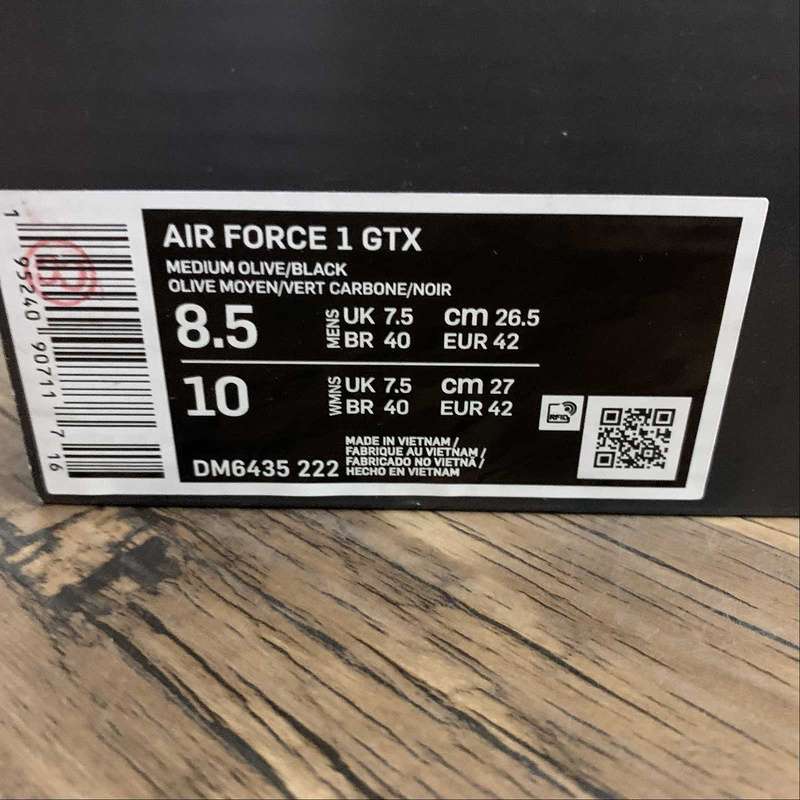 AIR FORCE 1 GTX
MEDIUM OLIVE/BLACK
OLIVE MOYEN/VERT CARBONE/NOIR
8.5 MENS UK 7.5 cm 26.5
BR 40 EUR 42
10 WMNS UK 7.5 cm 27
BR 40 EUR 42
DM6435 222
MADE IN VIETNAM /
FABRIQUE AU VIETNAM /
FABRICADO NO VIETNÃ /
HECHO EN VIETNAM
RFID
1 95240 90711 7 16